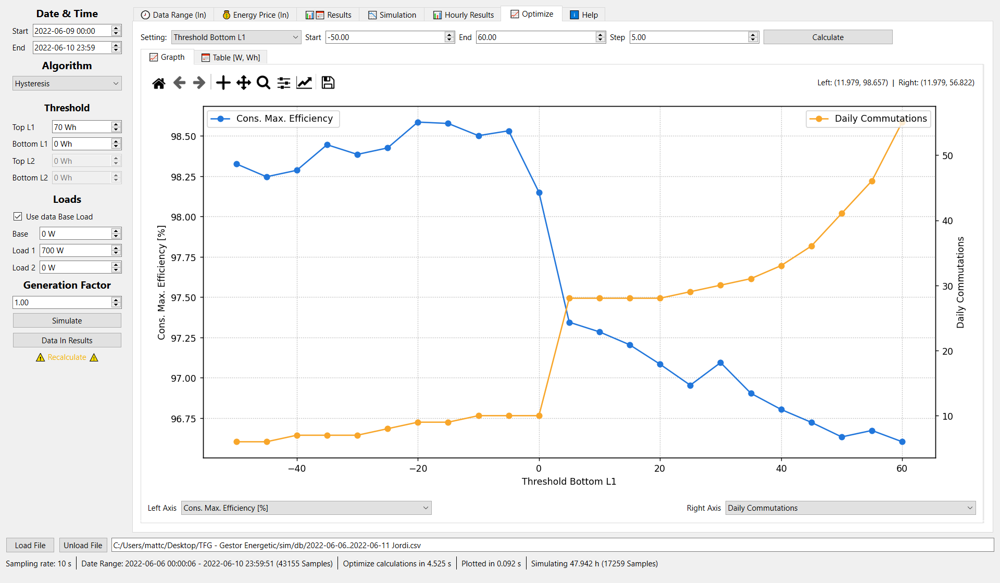 Date & Time
Start 2022-06-09 00:00
End 2022-06-10 23:59
Algorithm
Hysteresis
Threshold
Top L1 70 Wh
Bottom L1 0 Wh
Top L2 0 Wh
Bottom L2 0 Wh
Loads
Use data Base Load
Base 0 W
Load 1 700 W
Load 2 0 W
Generation Factor
1.00
Simulate
Data In Results
Recalculate
Data Range (In) Energy Price (In) Results Simulation Hourly Results Optimize Help
Setting: Threshold Bottom L1 Start -50.00 End 60.00 Step 5.00 Calculate
Grapth Table [W, Wh]
Left: (11.979, 98.657) | Right: (11.979, 56.822)
Cons. Max. Efficiency
Daily Commutations
98.50
98.25
98.00
97.75
97.50
97.25
97.00
96.75
Cons. Max. Efficiency [%]
50
40
30
20
10
Daily Commutations
−40 −20 0 20 40 60
Threshold Bottom L1
Left Axis Cons. Max. Efficiency [%] Right Axis Daily Commutations
Load File Unload File C:/Users/mattc/Desktop/TFG - Gestor Energetic/sim/db/2022-06-06..2022-06-11 Jordi.csv
Sampling rate: 10 s Date Range: 2022-06-06 00:00:06 - 2022-06-10 23:59:51 (43155 Samples) Optimize calculations in 4.525 s Plotted in 0.092 s Simulating 47.942 h (17259 Samples)